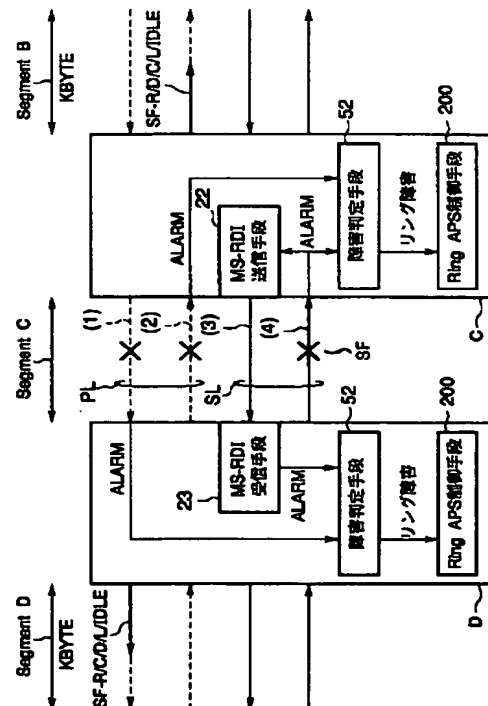 Segment D
KBYTE
Segment C
Segment B
KBYTE
SF-R/C/D/L/IDLE
SF-R/D/C/L/IDLE
PL
SL
(1)
(2)
(3)
(4)
SF
ALARM
23
MS-RDI
受信手段
ALARM
52
障害判定手段
リング障害
200
Ring APS制御手段
D
ALARM
22
MS-RDI
送信手段
ALARM
52
障害判定手段
リング障害
200
Ring APS制御手段
C